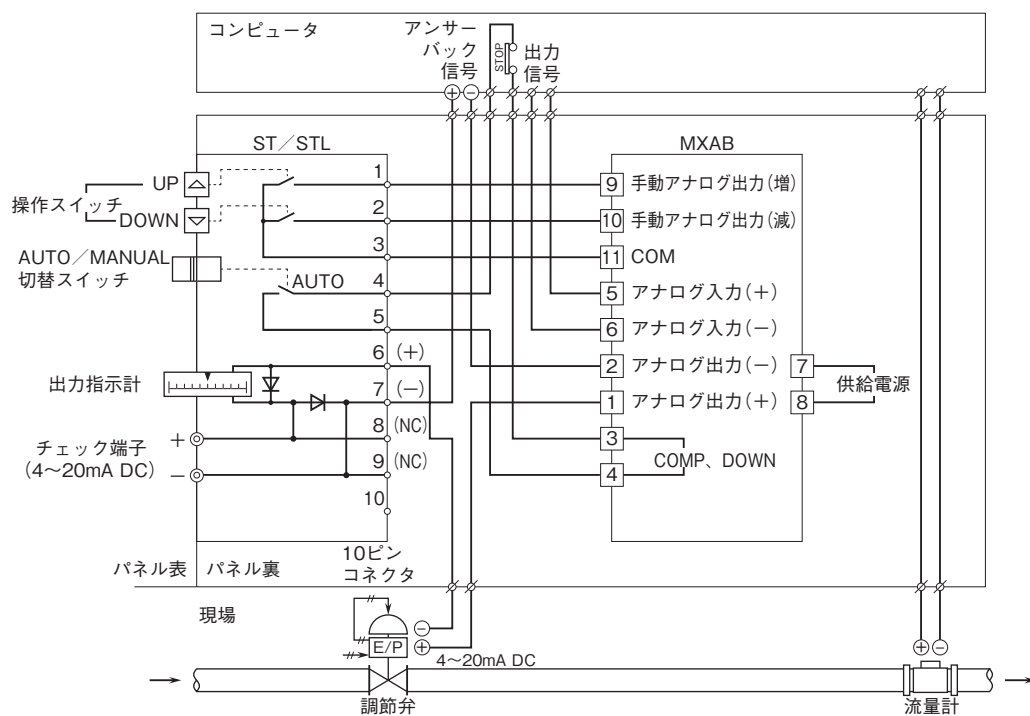 コンピュータ
アンサー
バック
信号
STOP
出力
信号
+
−
ST／STL
MXAB
UP
DOWN
操作スイッチ
AUTO／MANUAL
切替スイッチ
AUTO
1
2
3
4
5
6 (+)
7 (−)
8 (NC)
9 (NC)
10
出力指示計
チェック端子
(4〜20mA DC)
+
−
10ピン
コネクタ
9 手動アナログ出力(増)
10 手動アナログ出力(減)
11 COM
5 アナログ入力(+)
6 アナログ入力(−)
2 アナログ出力(−)
1 アナログ出力(+)
3
4
COMP、DOWN
7
8
供給電源
パネル表
パネル裏
現場
E/P
−
+
4〜20mA DC
調節弁
+
−
流量計